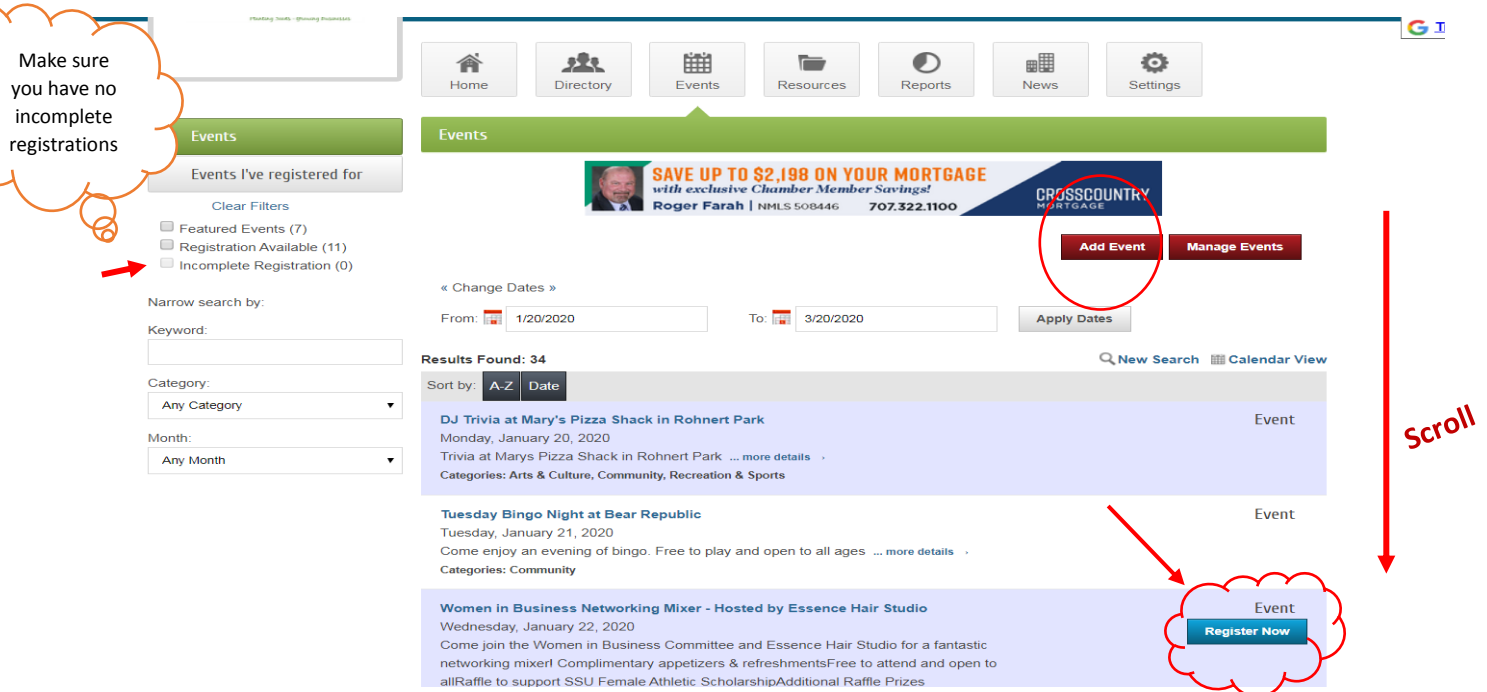 Planting Seeds - Growing Businesses
Make sure
you have no
incomplete
registrations
Home
Directory
Events
Resources
Reports
News
Settings
Events
Events I've registered for
Clear Filters
Featured Events (7)
Registration Available (11)
Incomplete Registration (0)
Narrow search by:
Keyword:
Category:
Any Category
Month:
Any Month
Events
SAVE UP TO $2,198 ON YOUR MORTGAGE
with exclusive Chamber Member Savings!
Roger Farah | NMLS 508446 707.322.1100
CROSSCOUNTRY
MORTGAGE
Add Event
Manage Events
« Change Dates »
From: 1/20/2020 To: 3/20/2020 Apply Dates
Results Found: 34
New Search Calendar View
Sort by: A-Z Date
DJ Trivia at Mary's Pizza Shack in Rohnert Park
Event
Monday, January 20, 2020
Trivia at Marys Pizza Shack in Rohnert Park ... more details ›
Categories: Arts & Culture, Community, Recreation & Sports
Tuesday Bingo Night at Bear Republic
Event
Tuesday, January 21, 2020
Come enjoy an evening of bingo. Free to play and open to all ages ... more details ›
Categories: Community
Women in Business Networking Mixer - Hosted by Essence Hair Studio
Event
Wednesday, January 22, 2020
Register Now
Come join the Women in Business Committee and Essence Hair Studio for a fantastic
networking mixer! Complimentary appetizers & refreshmentsFree to attend and open to
allRaffle to support SSU Female Athletic ScholarshipAdditional Raffle Prizes
Scroll